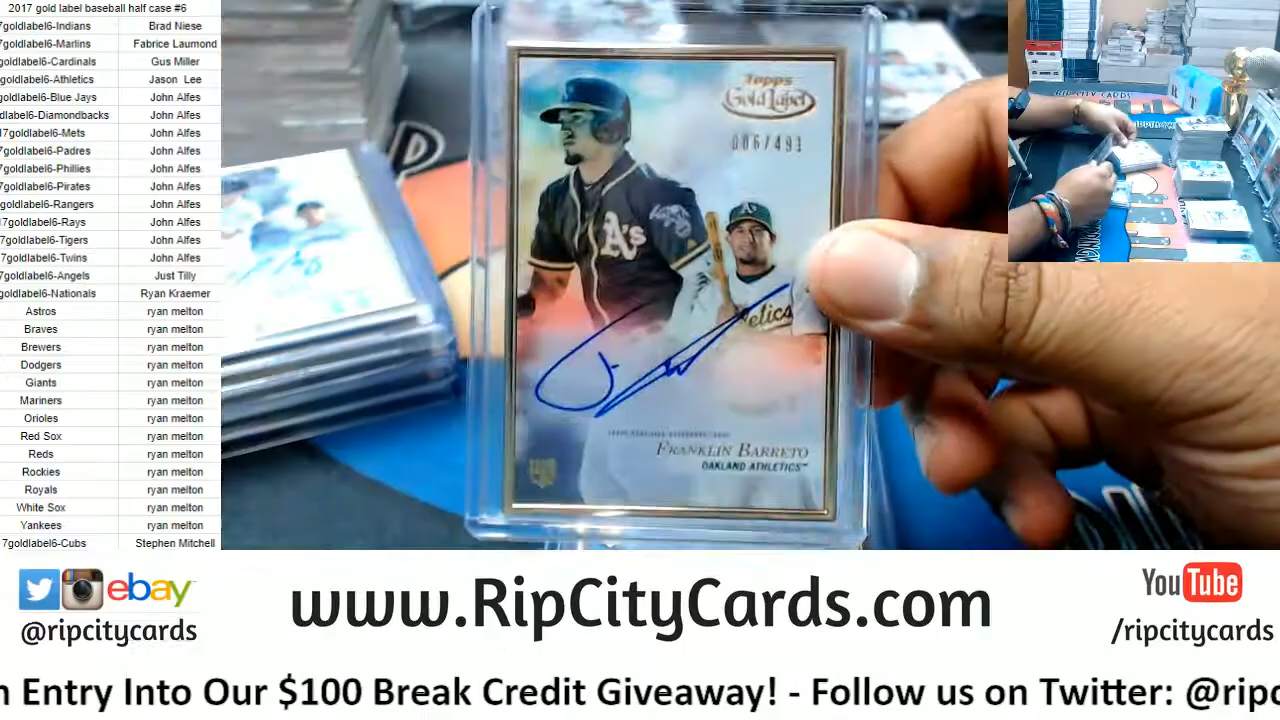 2017 gold label baseball half case #6
7goldlabel6-Indians Brad Niese
7goldlabel6-Marlins Fabrice Laumond
goldlabel6-Cardinals Gus Miller
goldlabel6-Athletics Jason Lee
goldlabel6-Blue Jays John Alfes
dlabel6-Diamondbacks John Alfes
17goldlabel6-Mets John Alfes
7goldlabel6-Padres John Alfes
7goldlabel6-Phillies John Alfes
7goldlabel6-Pirates John Alfes
goldlabel6-Rangers John Alfes
17goldlabel6-Rays John Alfes
7goldlabel6-Tigers John Alfes
7goldlabel6-Twins John Alfes
7goldlabel6-Angels Just Tilly
goldlabel6-Nationals Ryan Kraemer
Astros ryan melton
Braves ryan melton
Brewers ryan melton
Dodgers ryan melton
Giants ryan melton
Mariners ryan melton
Orioles ryan melton
Red Sox ryan melton
Reds ryan melton
Rockies ryan melton
Royals ryan melton
White Sox ryan melton
Yankees ryan melton
7goldlabel6-Cubs Stephen Mitchell
Topps
Gold Label
006/491
A's
A's
etics
FRANKLIN BARRETO
OAKLAND ATHLETICS™
RIP CITY CARDS
ebay
@ripcitycards
www.RipCityCards.com
YouTube
/ripcitycards
n Entry Into Our $100 Break Credit Giveaway! - Follow us on Twitter: @ripc